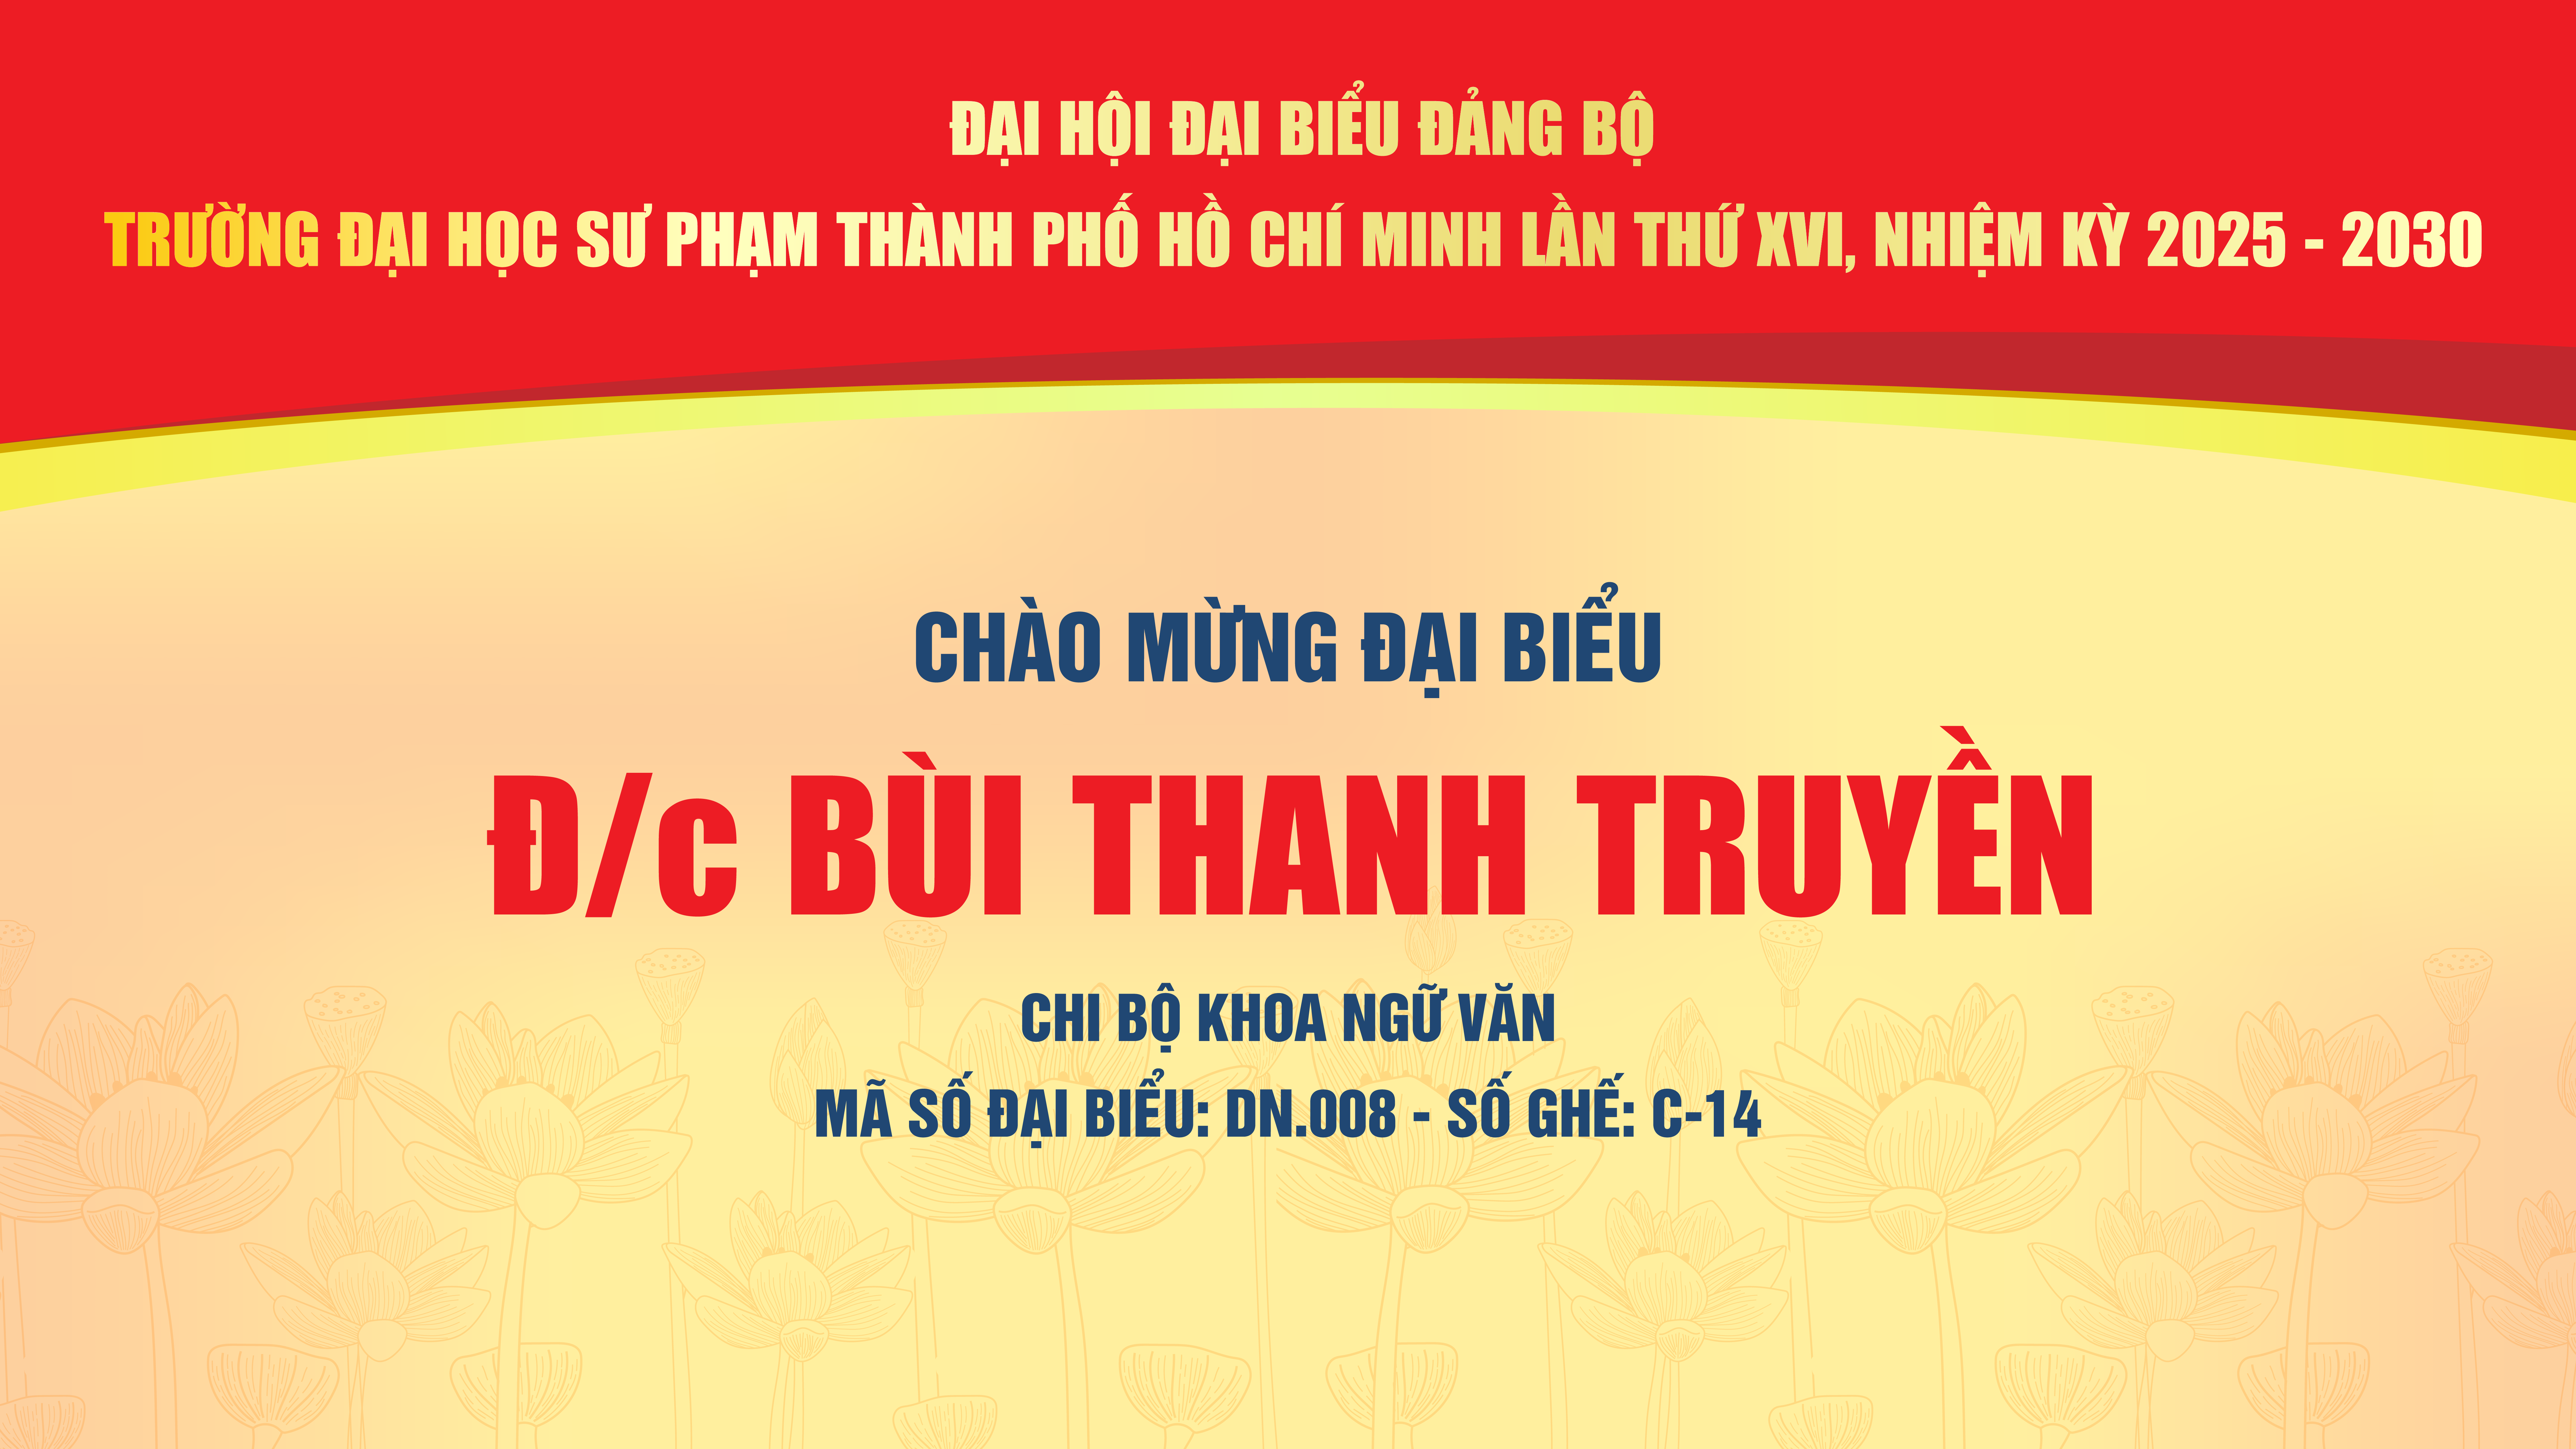 ĐẠI HỘI ĐẠI BIỂU ĐẢNG BỘ
TRƯỜNG ĐẠI HỌC SƯ PHẠM THÀNH PHỐ HỒ CHÍ MINH LẦN THỨ XVI, NHIỆM KỲ 2025 - 2030
CHÀO MỪNG ĐẠI BIỂU
Đ/c BÙI THANH TRUYỀN
CHI BỘ KHOA NGỮ VĂN
MÃ SỐ ĐẠI BIỂU: DN.008 - SỐ GHẾ: C-14